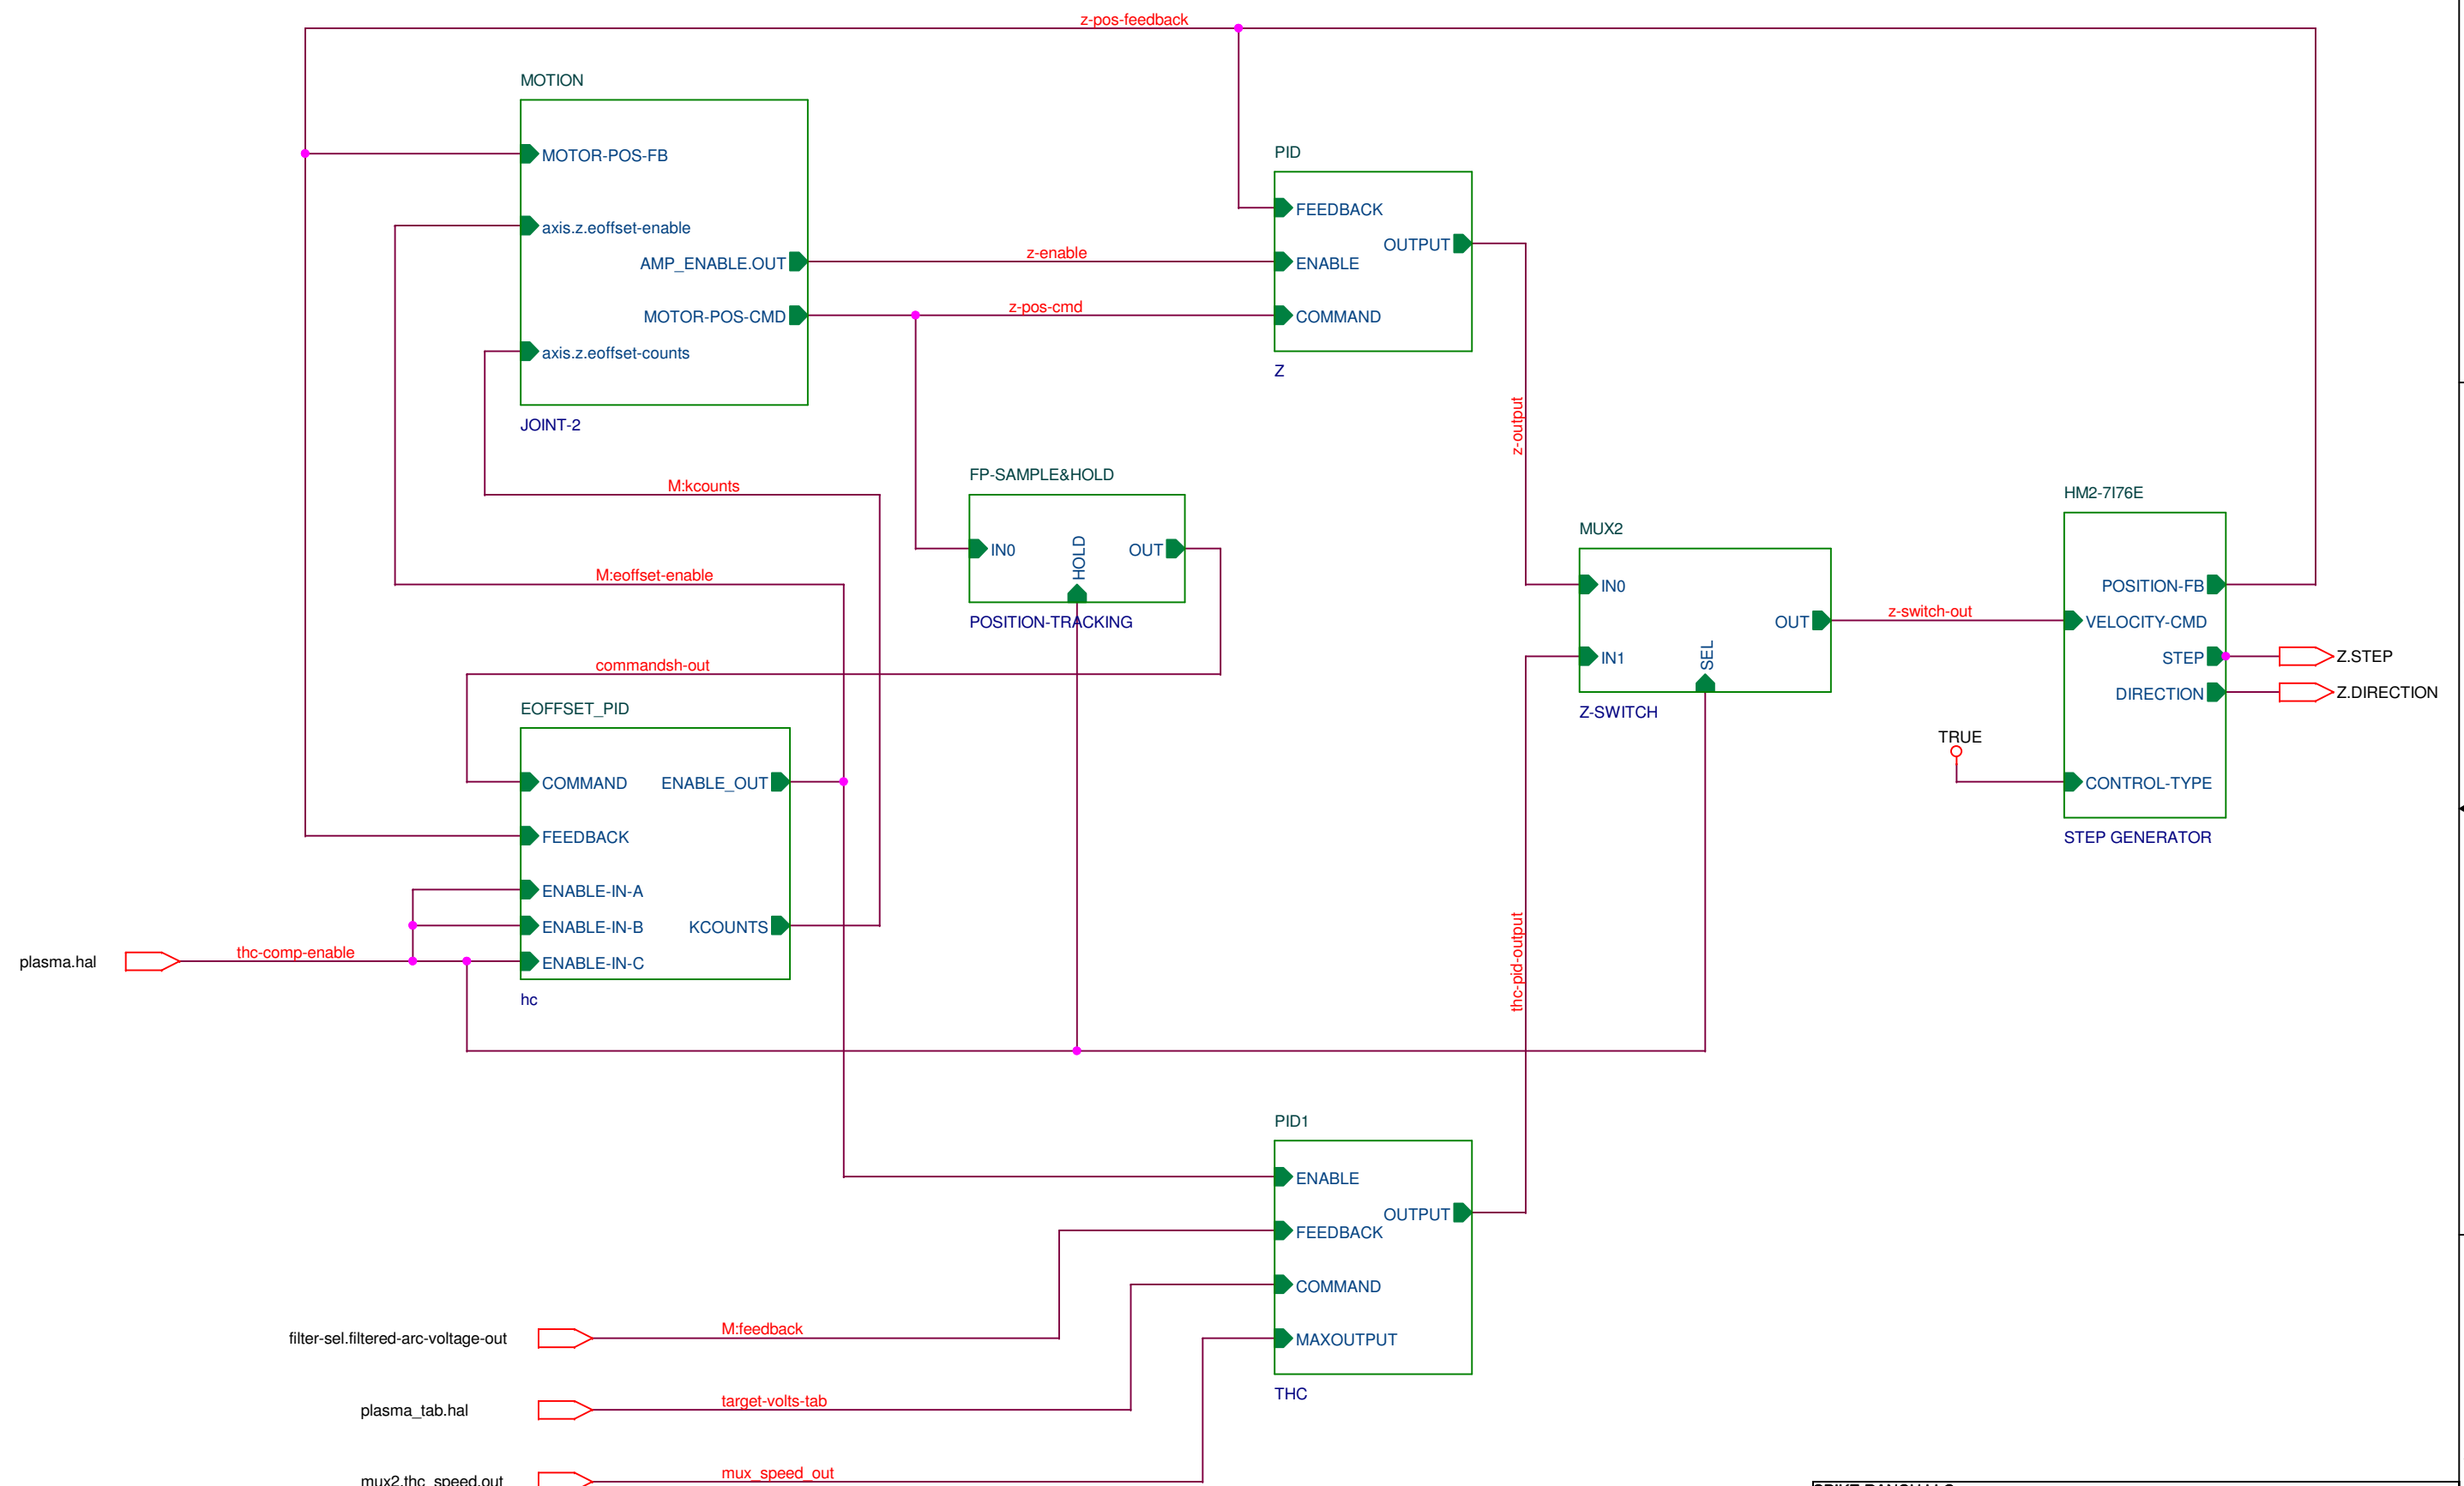 z-pos-feedback
MOTION
MOTOR-POS-FB
axis.z.eoffset-enable
AMP_ENABLE.OUT
MOTOR-POS-CMD
axis.z.eoffset-counts
JOINT-2
z-enable
z-pos-cmd
PID
FEEDBACK
OUTPUT
ENABLE
COMMAND
Z
z-output
M:kcounts
FP-SAMPLE&HOLD
IN0
HOLD
OUT
POSITION-TRACKING
M:eoffset-enable
commandsh-out
MUX2
IN0
OUT
IN1
SEL
Z-SWITCH
z-switch-out
HM2-7I76E
POSITION-FB
VELOCITY-CMD
STEP
DIRECTION
CONTROL-TYPE
STEP GENERATOR
Z.STEP
Z.DIRECTION
TRUE
EOFFSET_PID
COMMAND
ENABLE_OUT
FEEDBACK
ENABLE-IN-A
ENABLE-IN-B
KCOUNTS
ENABLE-IN-C
hc
plasma.hal
thc-comp-enable
thc-pid-output
PID1
ENABLE
OUTPUT
FEEDBACK
COMMAND
MAXOUTPUT
THC
filter-sel.filtered-arc-voltage-out
M:feedback
plasma_tab.hal
target-volts-tab
mux2.thc_speed.out
mux_speed_out